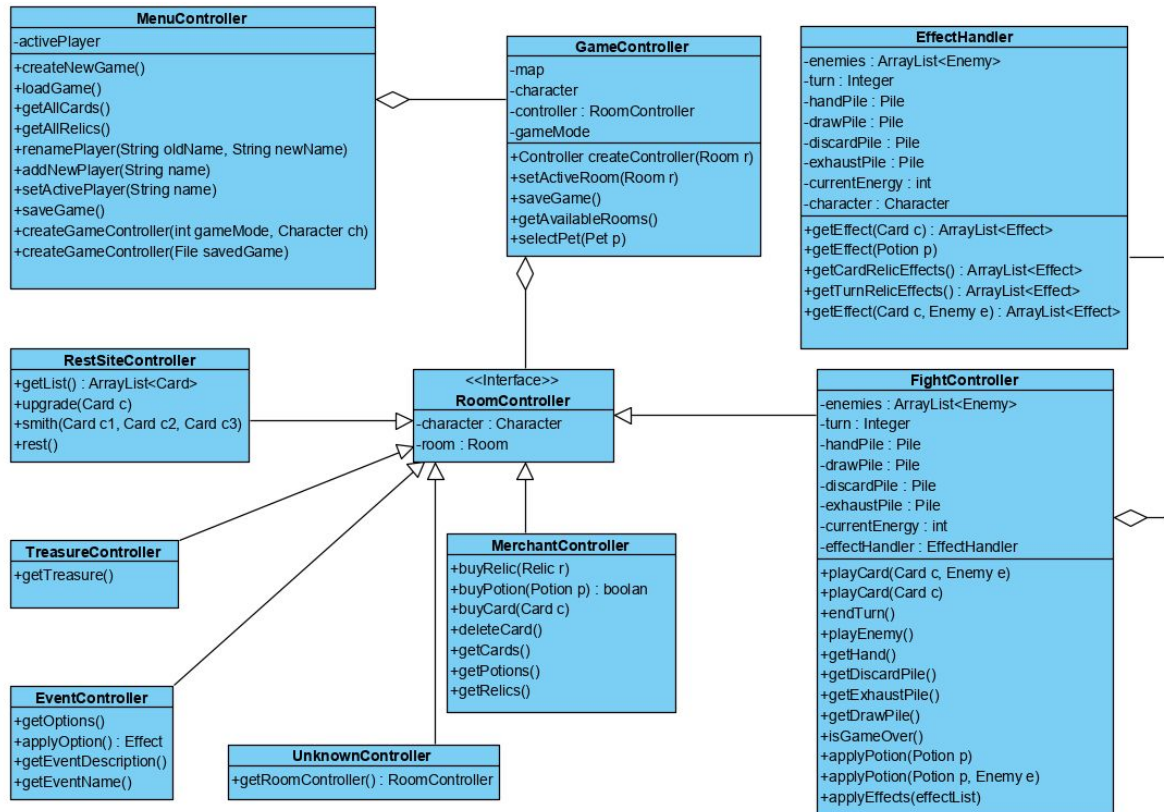 MenuController
-activePlayer
+createNewGame()
+loadGame()
+getAllCards()
+getAllRelics()
+renamePlayer(String oldName, String newName)
+addNewPlayer(String name)
+setActivePlayer(String name)
+saveGame()
+createGameController(int gameMode, Character ch)
+createGameController(File savedGame)
GameController
-map
-character
-controller : RoomController
-gameMode
+Controller createController(Room r)
+setActiveRoom(Room r)
+saveGame()
+getAvailableRooms()
+selectPet(Pet p)
EffectHandler
-enemies : ArrayList<Enemy>
-turn : Integer
-handPile : Pile
-drawPile : Pile
-discardPile : Pile
-exhaustPile : Pile
-currentEnergy : int
-character : Character
+getEffect(Card c) : ArrayList<Effect>
+getEffect(Potion p)
+getCardRelicEffects() : ArrayList<Effect>
+getTurnRelicEffects() : ArrayList<Effect>
+getEffect(Card c, Enemy e) : ArrayList<Effect>
RestSiteController
+getList() : ArrayList<Card>
+upgrade(Card c)
+smith(Card c1, Card c2, Card c3)
+rest()
<<Interface>>
RoomController
-character : Character
-room : Room
FightController
-enemies : ArrayList<Enemy>
-turn : Integer
-handPile : Pile
-drawPile : Pile
-discardPile : Pile
-exhaustPile : Pile
-currentEnergy : int
-effectHandler : EffectHandler
+playCard(Card c, Enemy e)
+playCard(Card c)
+endTurn()
+playEnemy()
+getHand()
+getDiscardPile()
+getExhaustPile()
+getDrawPile()
+isGameOver()
+applyPotion(Potion p)
+applyPotion(Potion p, Enemy e)
+applyEffects(effectList)
TreasureController
+getTreasure()
MerchantController
+buyRelic(Relic r)
+buyPotion(Potion p) : boolan
+buyCard(Card c)
+deleteCard()
+getCards()
+getPotions()
+getRelics()
EventController
+getOptions()
+applyOption() : Effect
+getEventDescription()
+getEventName()
UnknownController
+getRoomController() : RoomController